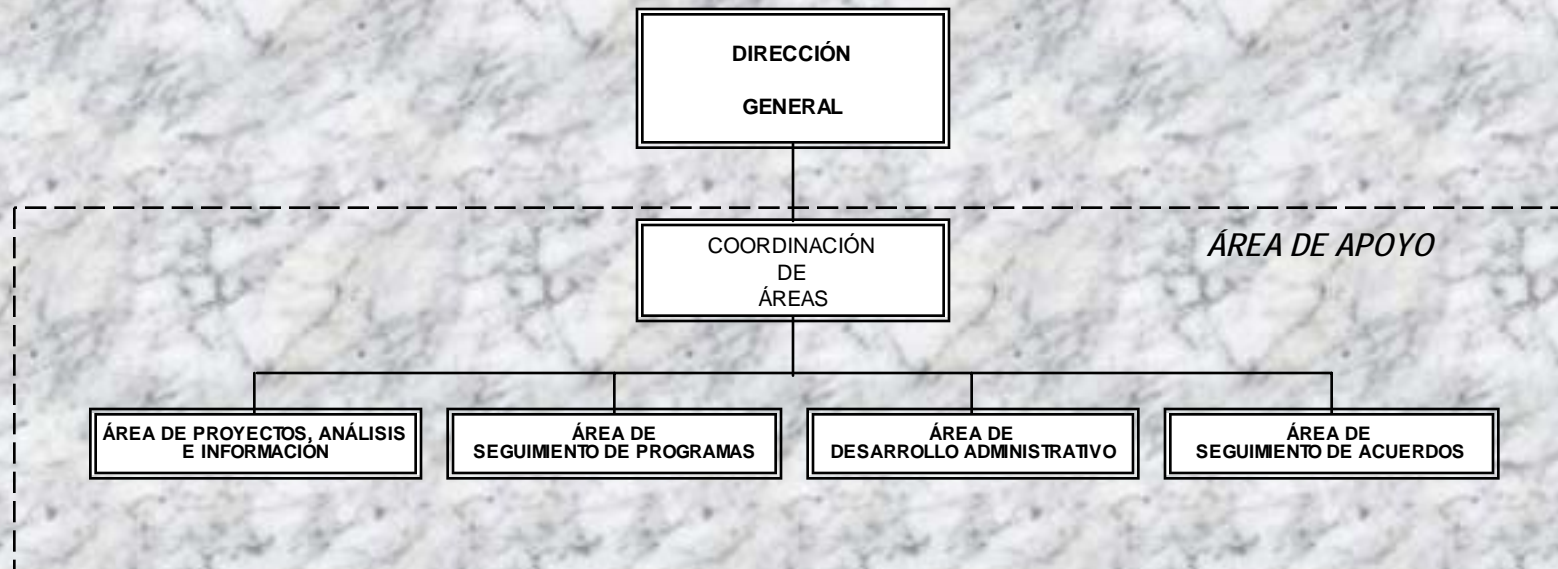 DIRECCIÓN
GENERAL
COORDINACIÓN
DE
ÁREAS
ÁREA DE APOYO
ÁREA DE PROYECTOS, ANÁLISIS
E INFORMACIÓN
ÁREA DE
SEGUIMIENTO DE PROGRAMAS
ÁREA DE
DESARROLLO ADMINISTRATIVO
ÁREA DE
SEGUIMIENTO DE ACUERDOS